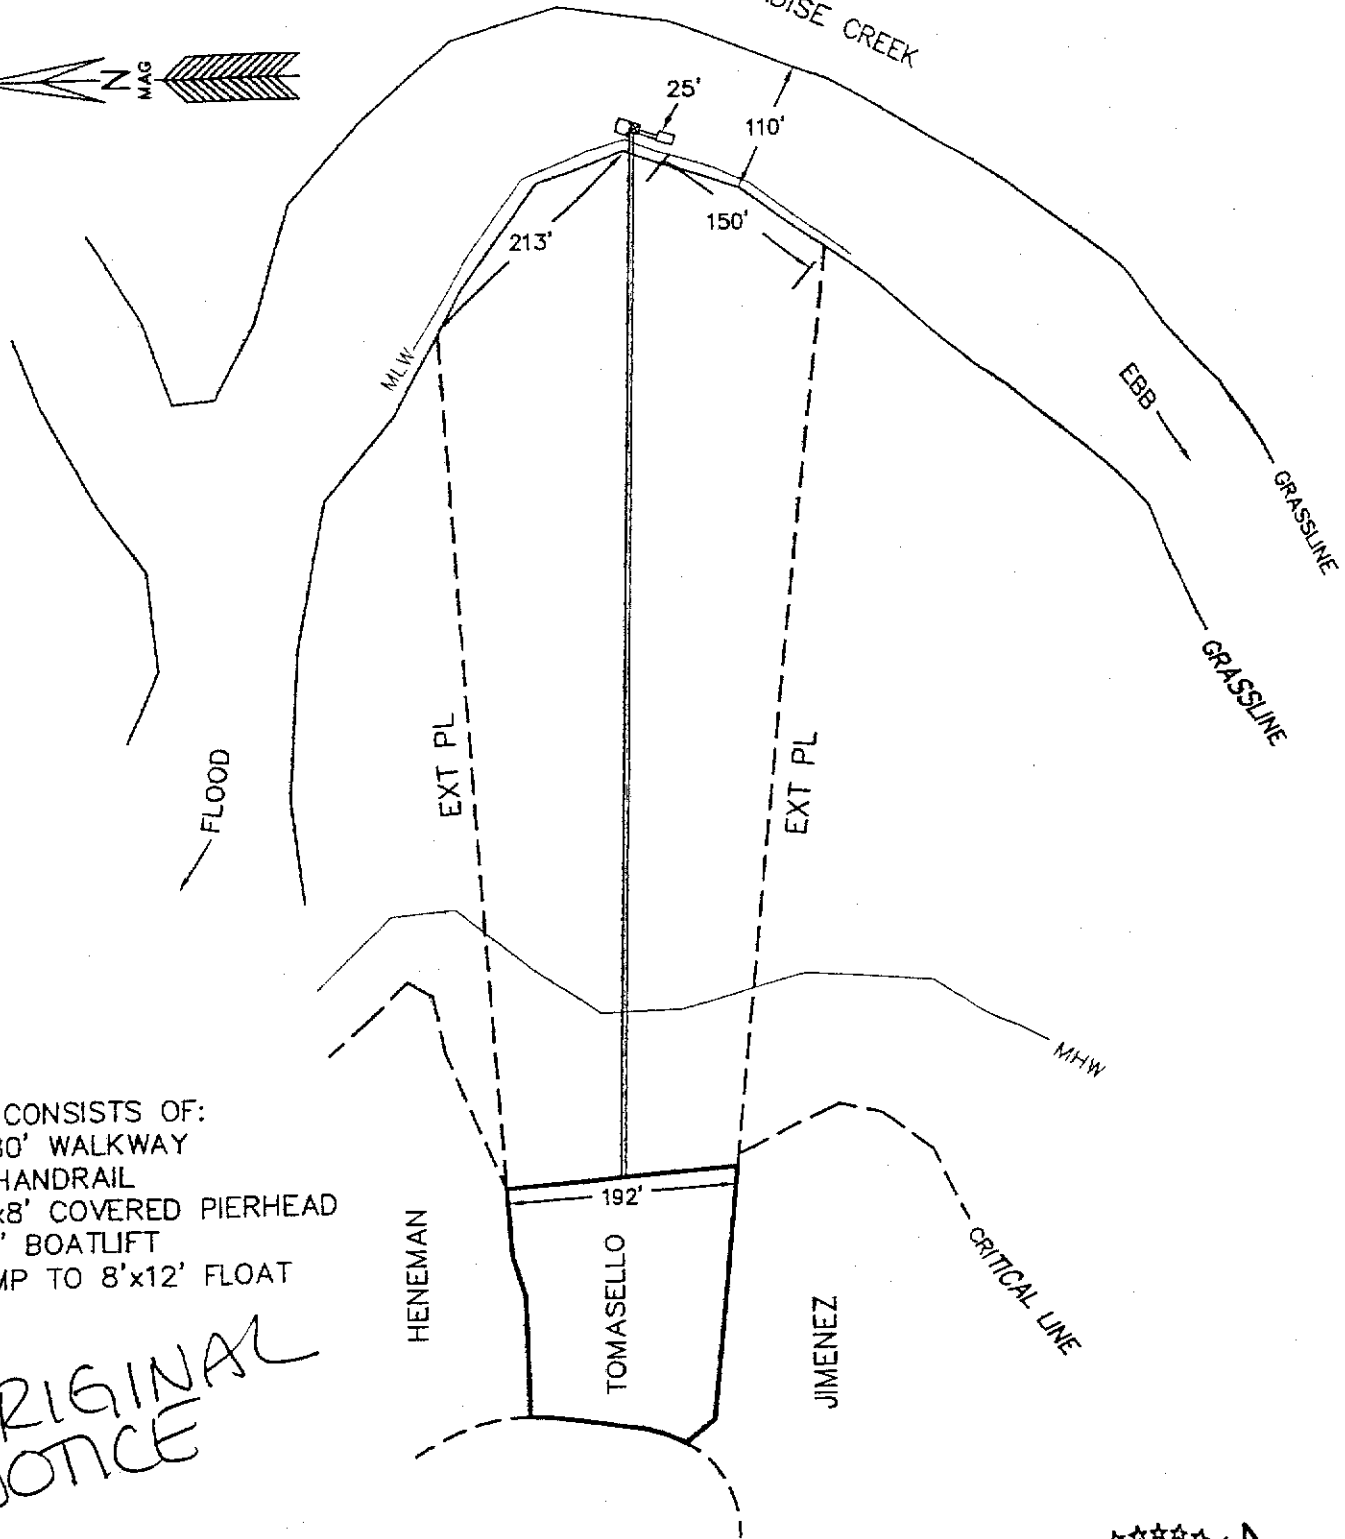 CREEK
N
MAG
25'
110'
150'
213'
MLW
EBB
GRASSLINE
GRASSLINE
EXT PL
EXT PL
FLOOD
MHW
CONSISTS OF:
WALKWAY
HANDRAIL
COVERED PIERHEAD
BOATLIFT
TO 8'x12' FLOAT
192'
HENEMAN
TOMASELLO
JIMENEZ
CRITICAL LINE